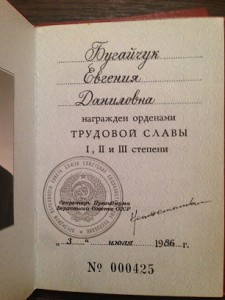 Бугайчук
Евгения
Даниловна
награжден орденами
ТРУДОВОЙ СЛАВЫ
I, II и III степени
Секретарь Президиума
Верховного Совета СССР
" 3 " июля 1986 г.
№ 000425